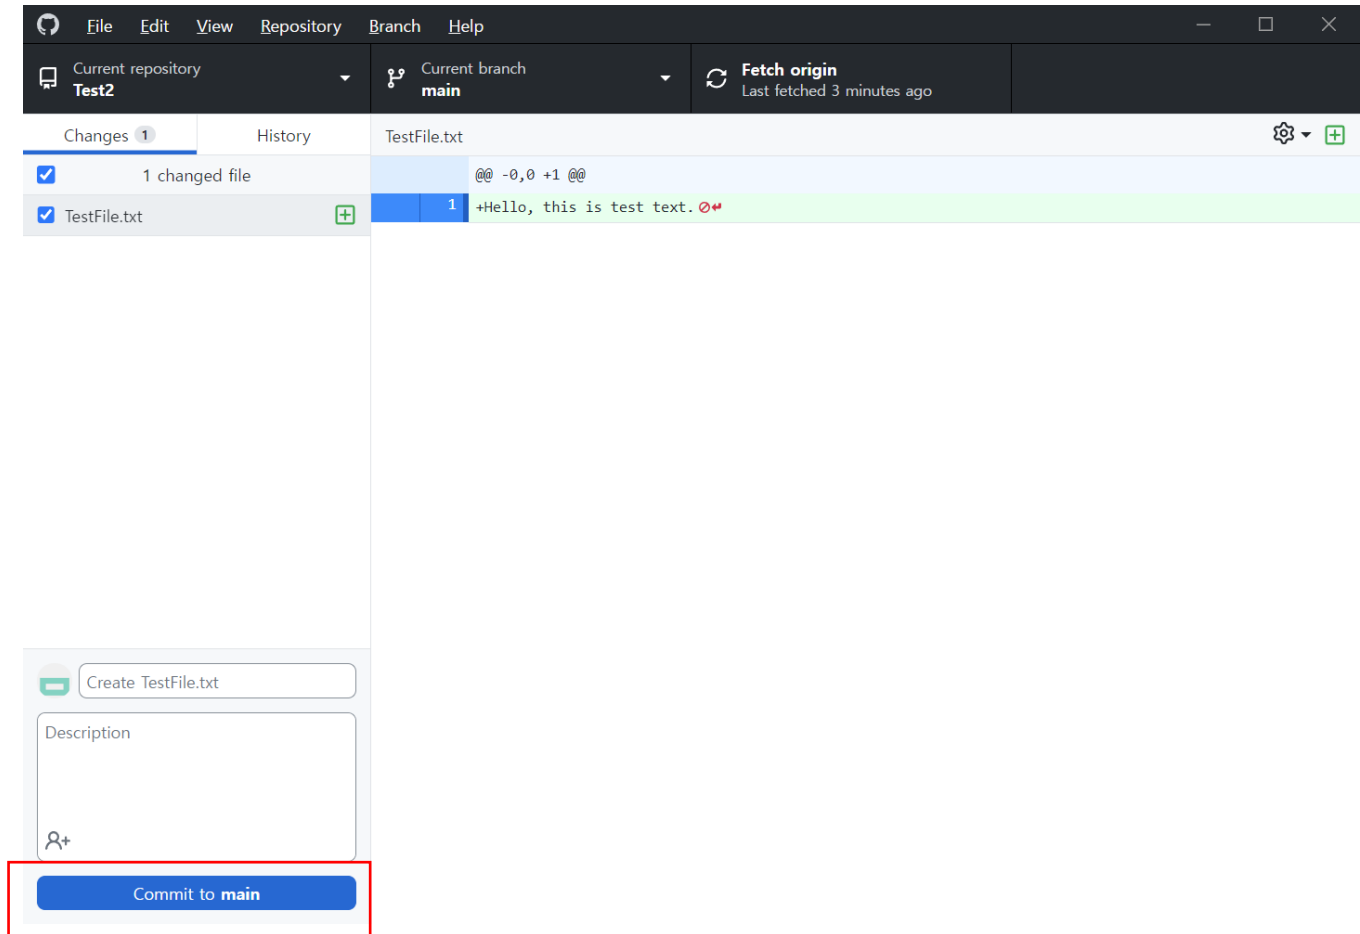 File Edit View Repository Branch Help
Current repository
Test2
Current branch
main
Fetch origin
Last fetched 3 minutes ago
Changes 1
History
TestFile.txt
1 changed file
@@ -0,0 +1 @@
TestFile.txt
1 +Hello, this is test text.
Create TestFile.txt
Description
Commit to main